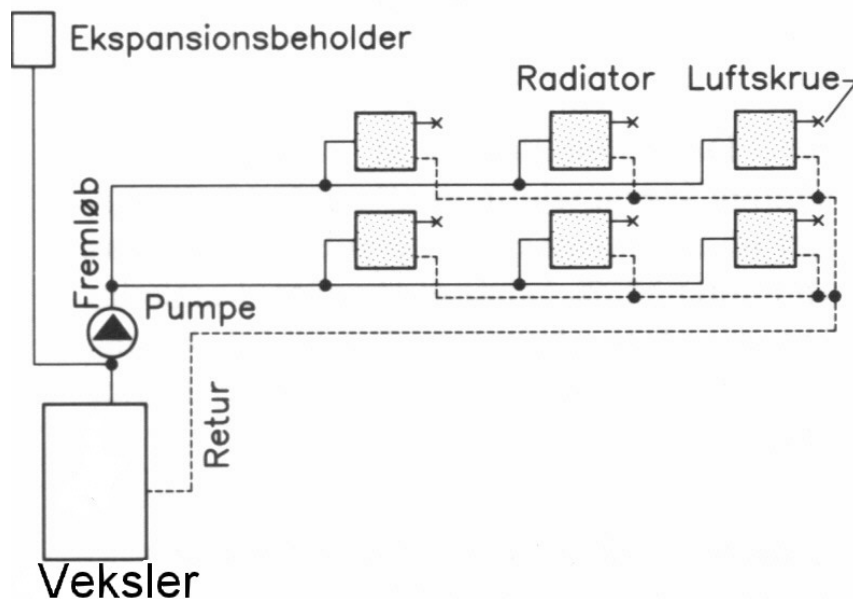 Ekspansionsbeholder
Radiator
Luftskrue
Fremløb
Pumpe
Retur
Veksler